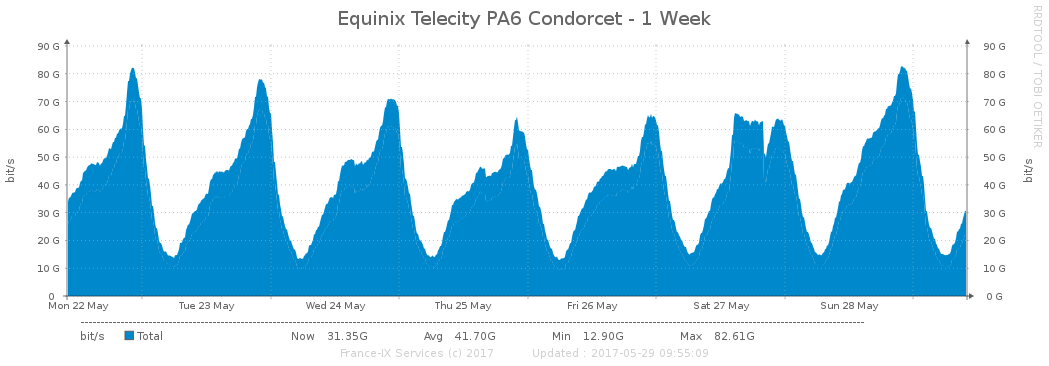 Equinix Telecity PA6 Condorcet - 1 Week
RRDTOOL / TOBI OETIKER
bit/s
90 G 90 G
80 G 80 G
70 G 70 G
60 G 60 G
50 G 50 G
40 G 40 G
30 G 30 G
20 G 20 G
10 G 10 G
0 0 G
bit/s
Mon 22 May Tue 23 May Wed 24 May Thu 25 May Fri 26 May Sat 27 May Sun 28 May
bit/s Total Now 31.35G Avg 41.70G Min 12.90G Max 82.61G
France-IX Services (c) 2017 Updated : 2017-05-29 09:55:09